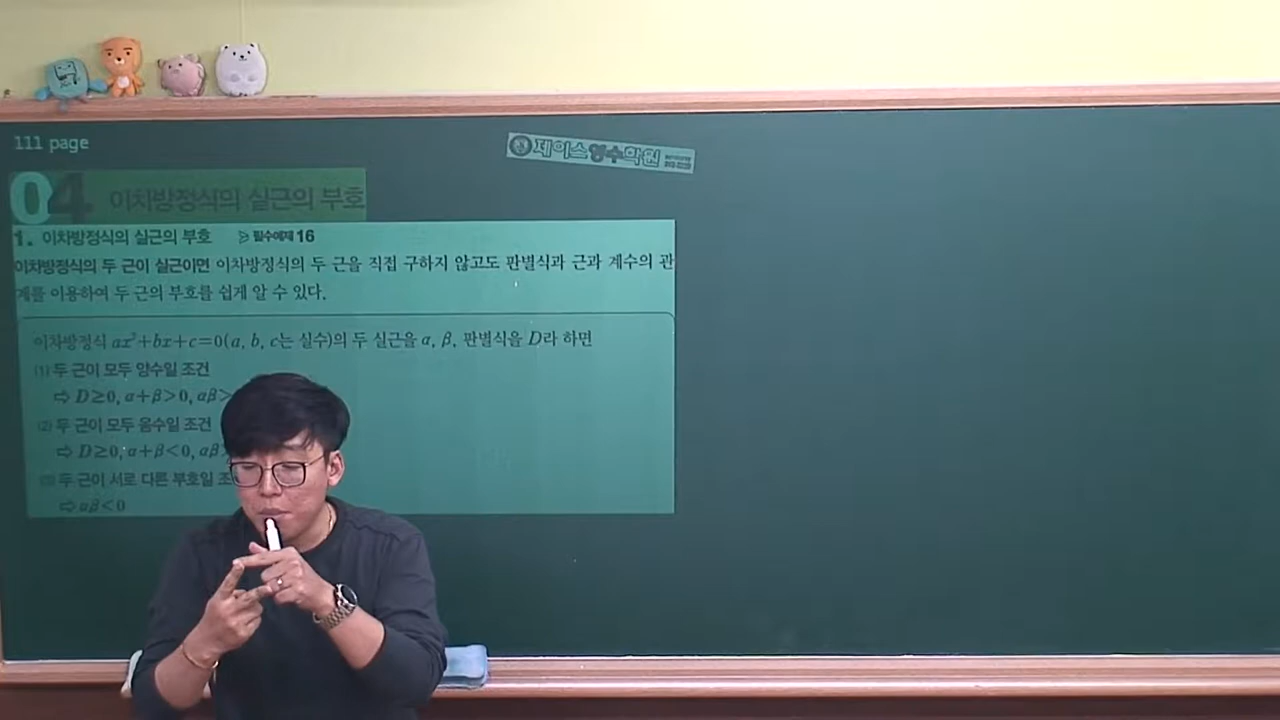 111 page
제이스영수학원
04 이차방정식의 실근의 부호
1. 이차방정식의 실근의 부호 필수예제 16
이차방정식의 두 근이 실근이면 이차방정식의 두 근을 직접 구하지 않고도 판별식과 근과 계수의 관
계를 이용하여 두 근의 부호를 쉽게 알 수 있다.
이차방정식 ax²+bx+c=0(a, b, c는 실수)의 두 실근을 α, β, 판별식을 D라 하면
(1) 두 근이 모두 양수일 조건
⇨ D≥0, α+β>0, αβ>
(2) 두 근이 모두 음수일 조건
⇨ D≥0, α+β<0, αβ
(3) 두 근이 서로 다른 부호일 조
⇨ αβ<0